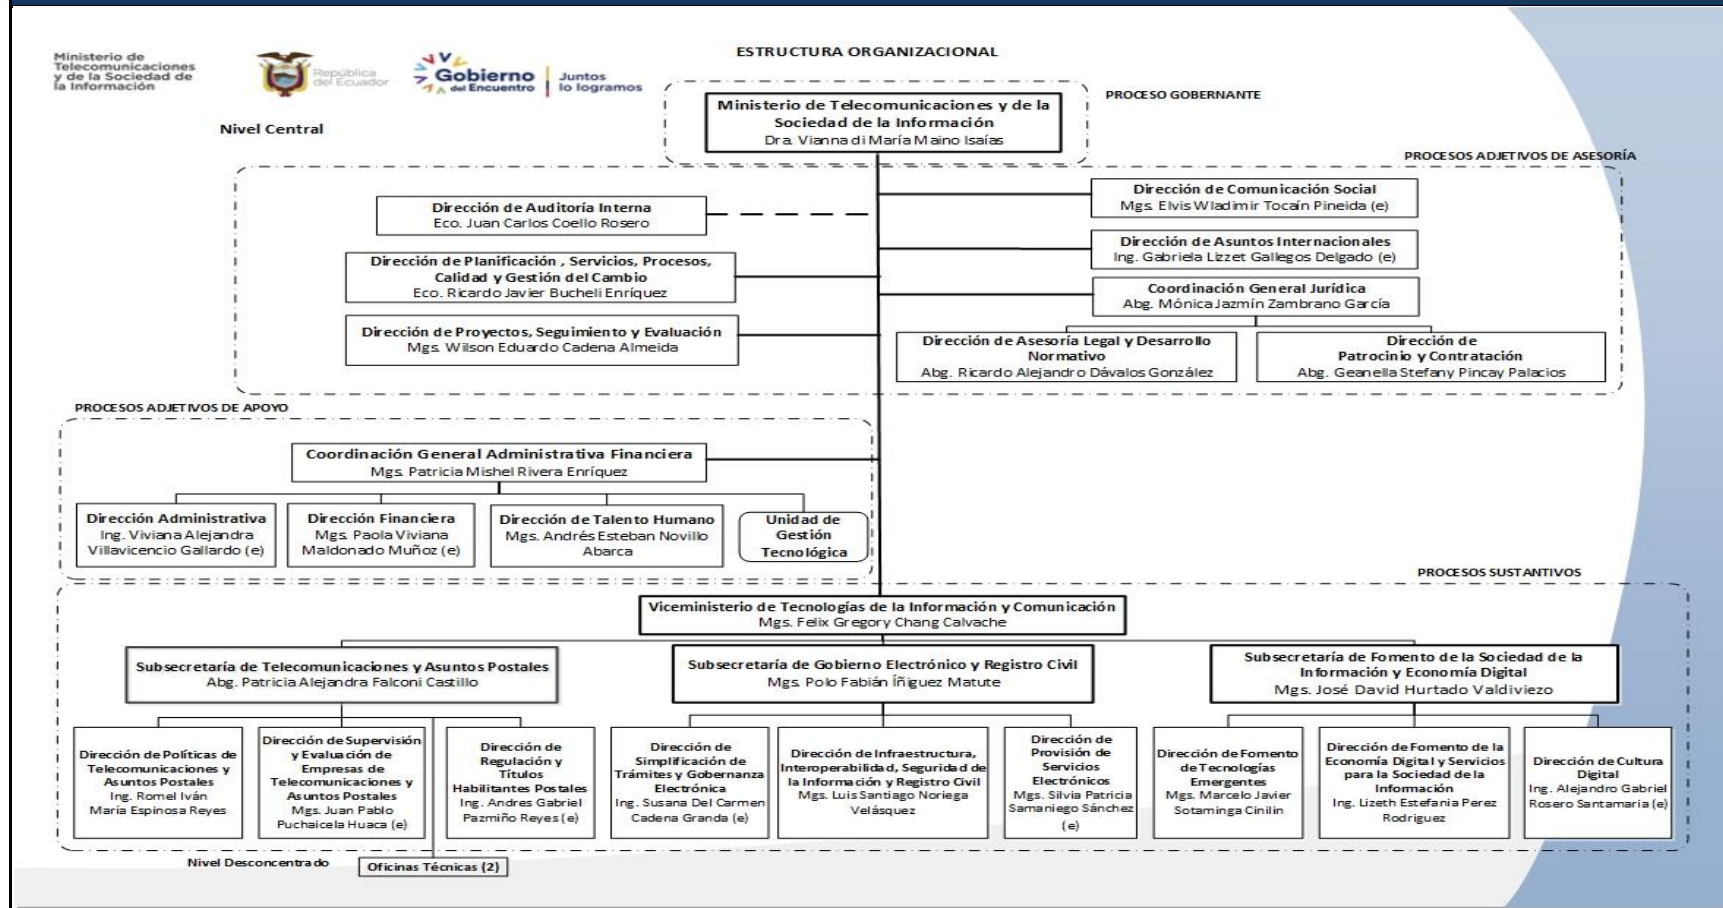 Ministerio de
Telecomunicaciones
y de la Sociedad de
la Información
República
del Ecuador
Gobierno
del Encuentro
Juntos
lo logramos
ESTRUCTURA ORGANIZACIONAL
Nivel Central
PROCESO GOBERNANTE
Ministerio de Telecomunicaciones y de la
Sociedad de la Información
Dra. Vianna di María Maino Isaías
PROCESOS ADJETIVOS DE ASESORÍA
Dirección de Auditoría Interna
Eco. Juan Carlos Coello Rosero
Dirección de Planificación , Servicios, Procesos,
Calidad y Gestión del Cambio
Eco. Ricardo Javier Bucheli Enríquez
Dirección de Proyectos, Seguimiento y Evaluación
Mgs. Wilson Eduardo Cadena Almeida
Dirección de Comunicación Social
Mgs. Elvis Wladimir Tocaín Pineida (e)
Dirección de Asuntos Internacionales
Ing. Gabriela Lizzet Gallegos Delgado (e)
Coordinación General Jurídica
Abg. Mónica Jazmín Zambrano García
Dirección de Asesoría Legal y Desarrollo
Normativo
Abg. Ricardo Alejandro Dávalos González
Dirección de
Patrocinio y Contratación
Abg. Geanella Stefany Pincay Palacios
PROCESOS ADJETIVOS DE APOYO
Coordinación General Administrativa Financiera
Mgs. Patricia Mishel Rivera Enríquez
Dirección Administrativa
Ing. Viviana Alejandra
Villavicencio Gallardo (e)
Dirección Financiera
Mgs. Paola Viviana
Maldonado Muñoz (e)
Dirección de Talento Humano
Mgs. Andrés Esteban Novillo
Abarca
Unidad de
Gestión
Tecnológica
PROCESOS SUSTANTIVOS
Viceministerio de Tecnologías de la Información y Comunicación
Mgs. Felix Gregory Chang Calvache
Subsecretaría de Telecomunicaciones y Asuntos Postales
Abg. Patricia Alejandra Falconi Castillo
Subsecretaría de Gobierno Electrónico y Registro Civil
Mgs. Polo Fabián Íñiguez Matute
Subsecretaría de Fomento de la Sociedad de la
Información y Economía Digital
Mgs. José David Hurtado Valdiviezo
Dirección de Políticas de
Telecomunicaciones y
Asuntos Postales
Ing. Romel Iván
María Espinosa Reyes
Dirección de Supervisión
y Evaluación de
Empresas de
Telecomunicaciones y
Asuntos Postales
Mgs. Juan Pablo
Puchaicela Huaca (e)
Dirección de
Regulación y
Títulos
Habilitantes Postales
Ing. Andres Gabriel
Pazmiño Reyes (e)
Dirección de
Simplificación de
Trámites y Gobernanza
Electrónica
Ing. Susana Del Carmen
Cadena Granda (e)
Dirección de Infraestructura,
Interoperabilidad, Seguridad de
la Información y Registro Civil
Mgs. Luis Santiago Noriega
Velásquez
Dirección de
Provisión de
Servicios
Electrónicos
Mgs. Silvia Patricia
Samaniego Sánchez
(e)
Dirección de Fomento
de Tecnologías
Emergentes
Mgs. Marcelo Javier
Sotaminga Cinilin
Dirección de Fomento de la
Economía Digital y Servicios
para la Sociedad de la
Información
Ing. Lizeth Estefania Perez
Rodriguez
Dirección de Cultura
Digital
Ing. Alejandro Gabriel
Rosero Santamaria (e)
Nivel Desconcentrado
Oficinas Técnicas (2)